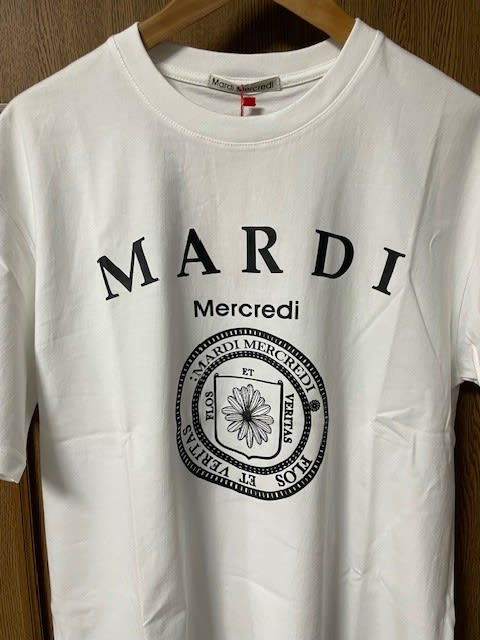 Mardi Mercredi
MARDI
Mercredi
MARDI MERCREDI
ET
FLOS
VERITAS
FLOS ET VERITAS